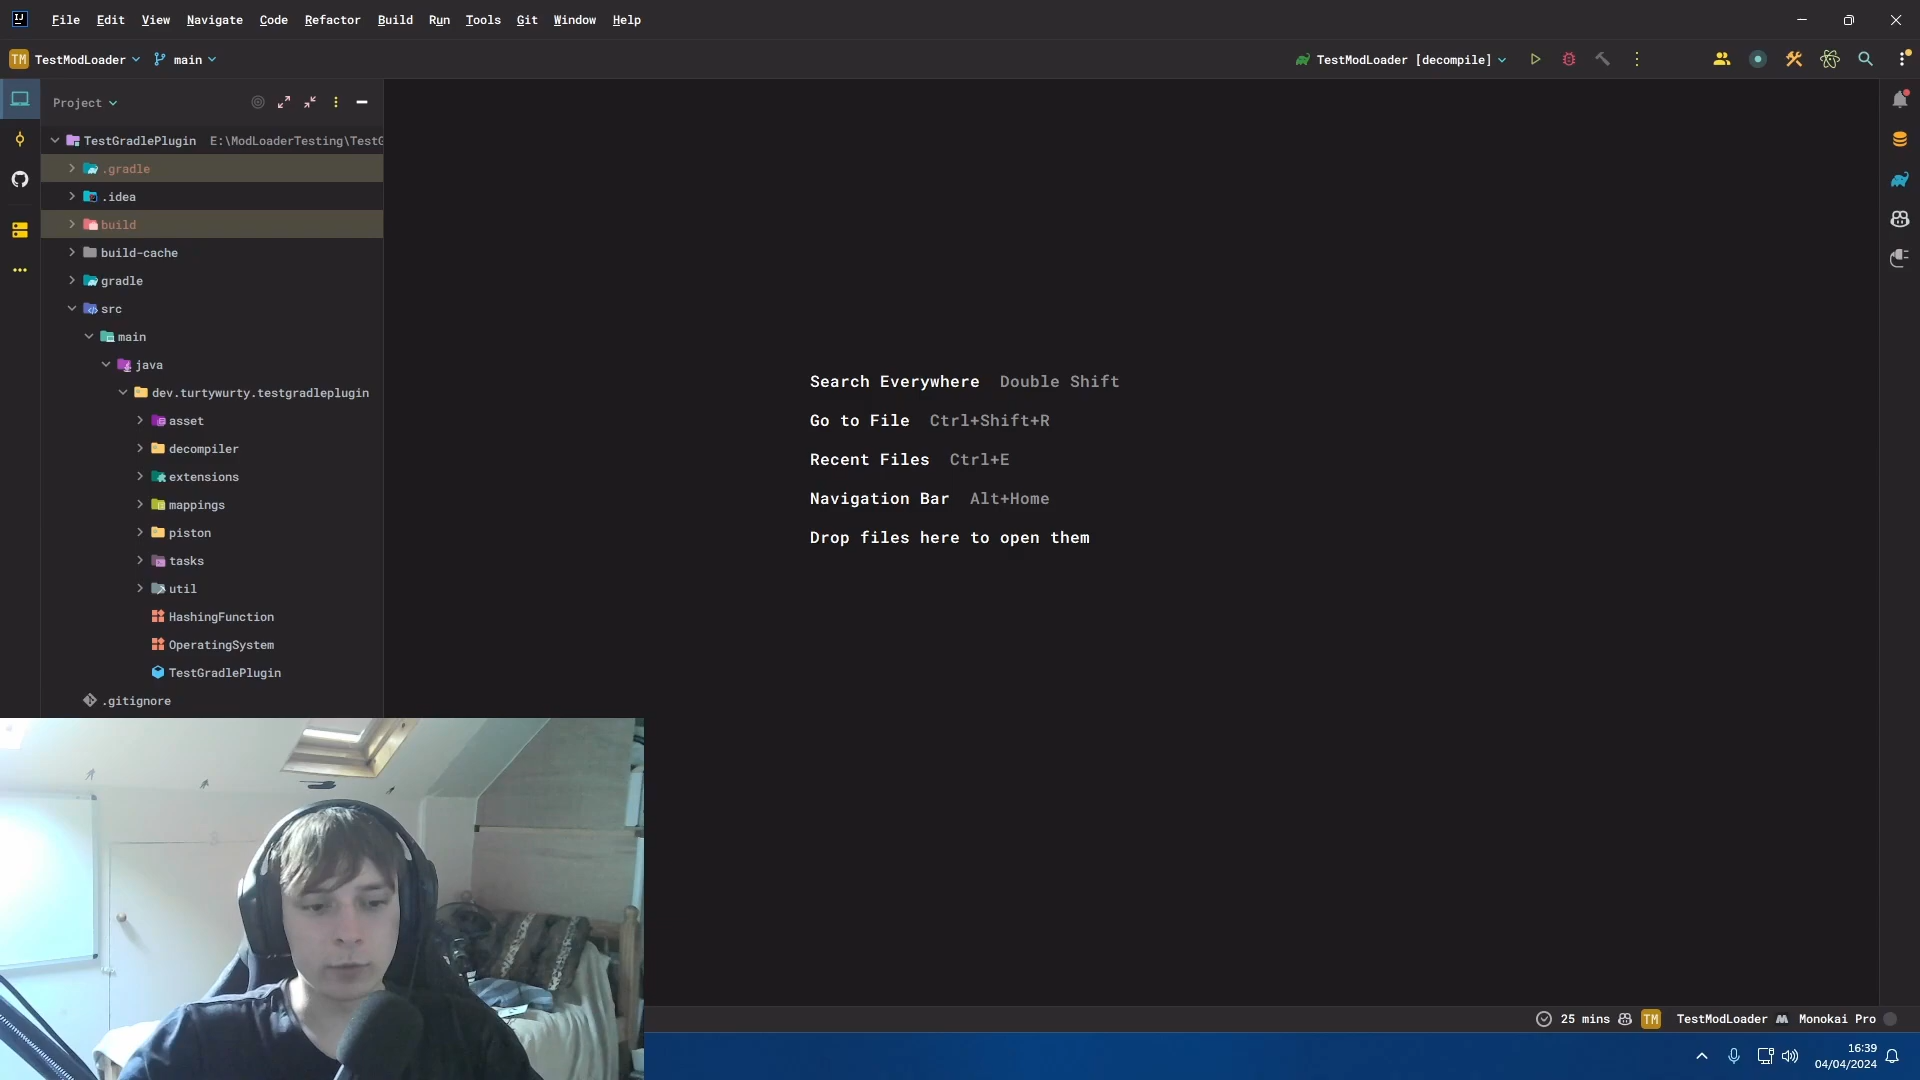 File Edit View Navigate Code Refactor Build Run Tools Git Window Help
TM TestModLoader main TestModLoader [decompile]
Project
TestGradlePlugin E:\ModLoaderTesting\TestG
.gradle
.idea
build
build-cache
gradle
src
main
java
dev.turtywurty.testgradleplugin
asset
decompiler
extensions
mappings
piston
tasks
util
HashingFunction
OperatingSystem
TestGradlePlugin
.gitignore
Search Everywhere Double Shift
Go to File Ctrl+Shift+R
Recent Files Ctrl+E
Navigation Bar Alt+Home
Drop files here to open them
25 mins TM TestModLoader Monokai Pro
16:39
04/04/2024